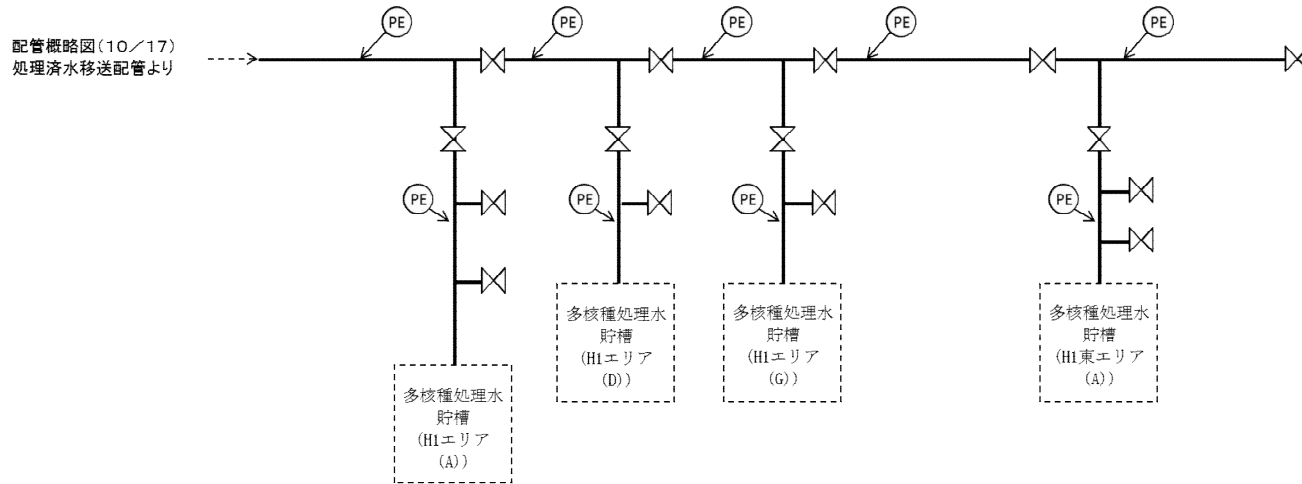 PE
PE
PE
PE
PE
配管概略図(10／17)
処理済水移送配管より
PE
PE
PE
PE
多核種処理水
貯槽
(H1エリア
(A))
多核種処理水
貯槽
(H1エリア
(D))
多核種処理水
貯槽
(H1エリア
(G))
多核種処理水
貯槽
(H1東エリア
(A))